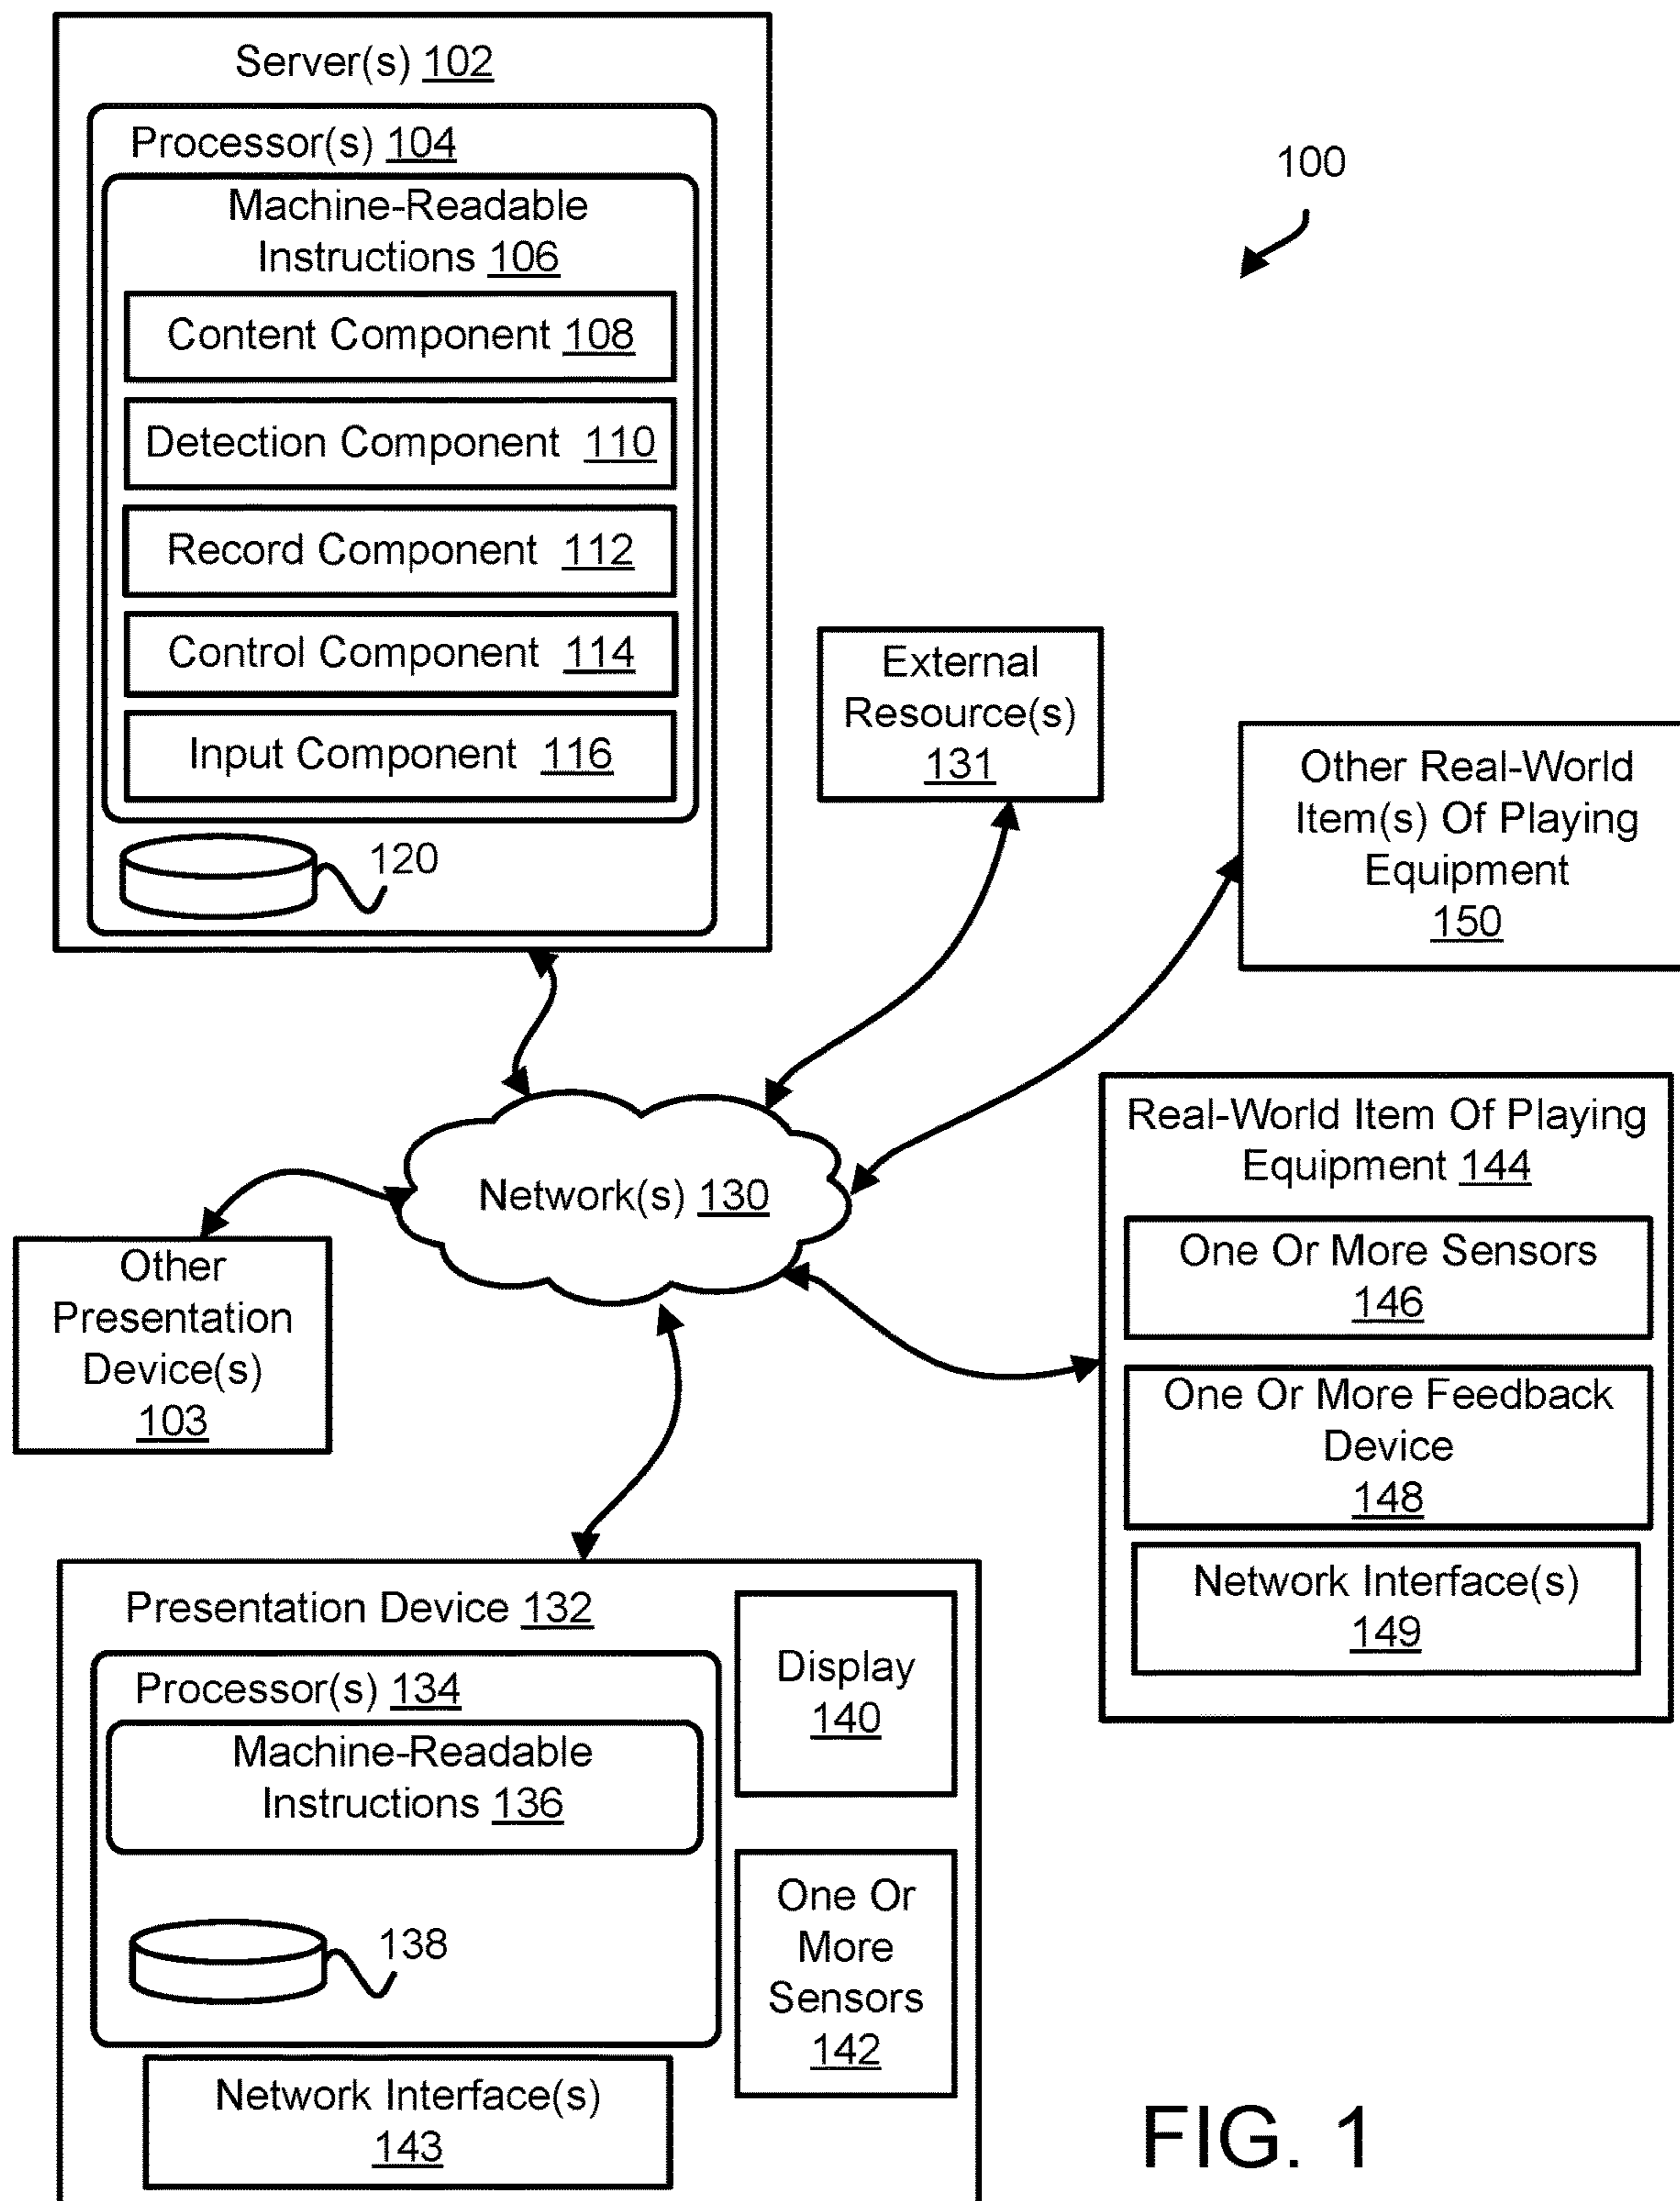 Server(s) 102
Processor(s) 104
Machine-Readable
Instructions 106
Content Component 108
Detection Component 110
Record Component 112
Control Component 114
Input Component 116
120
100
External
Resource(s)
131
Other Real-World
Item(s) Of Playing
Equipment
150
Network(s) 130
Other
Presentation
Device(s)
103
Real-World Item Of Playing
Equipment 144
One Or More Sensors
146
One Or More Feedback
Device
148
Network Interface(s)
149
Presentation Device 132
Processor(s) 134
Machine-Readable
Instructions 136
138
Display
140
One Or
More
Sensors
142
Network Interface(s)
143
FIG. 1